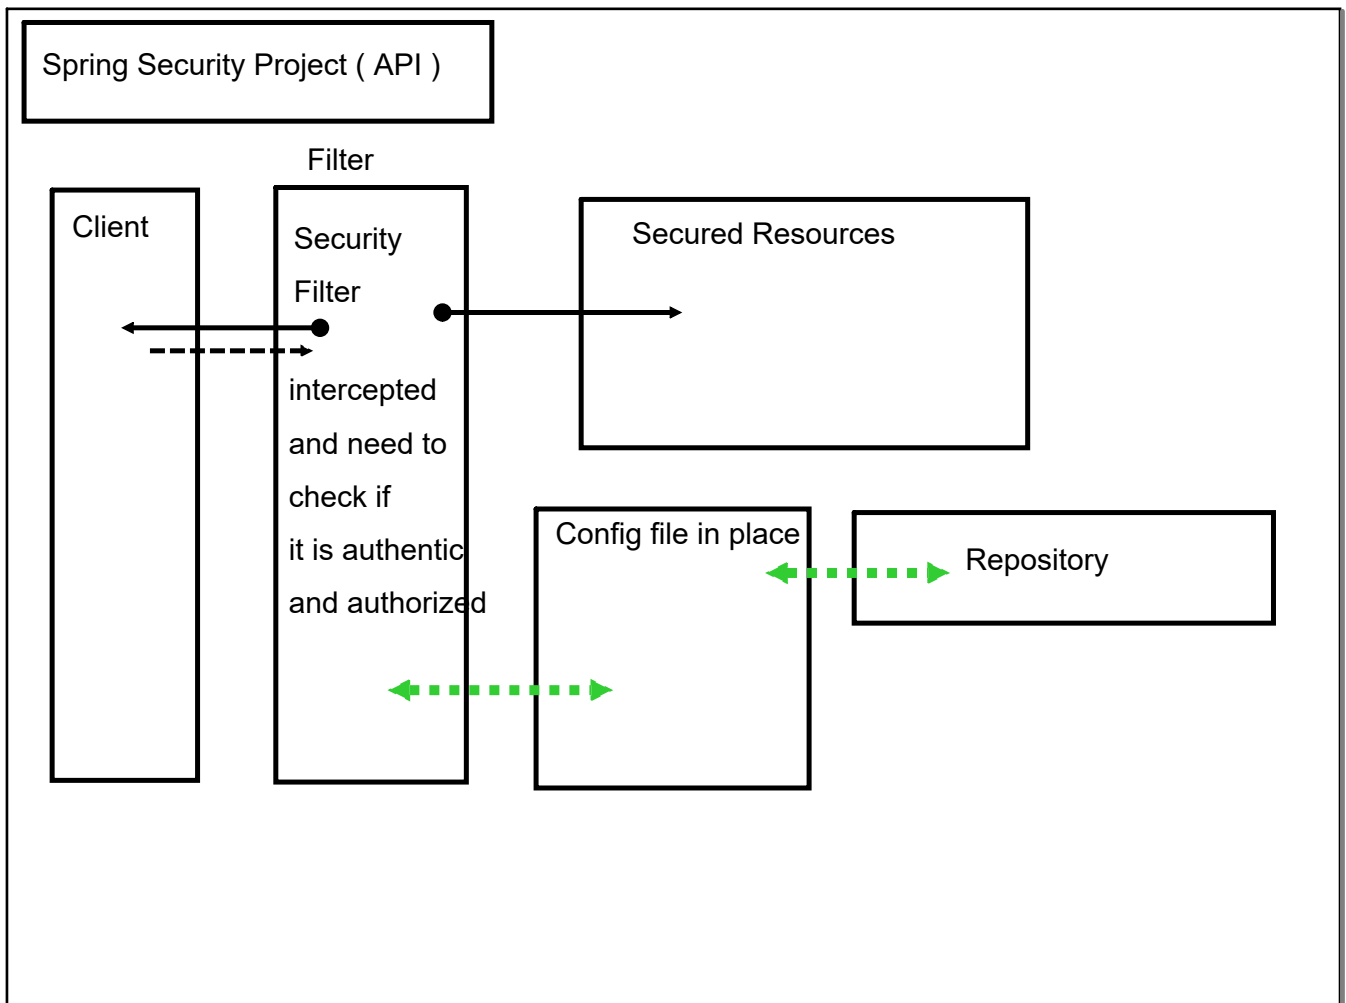 Spring Security Project ( API )
Filter
Client
Security
Filter
Secured Resources
intercepted
and need to
check if
it is authentic
and authorized
Config file in place
Repository